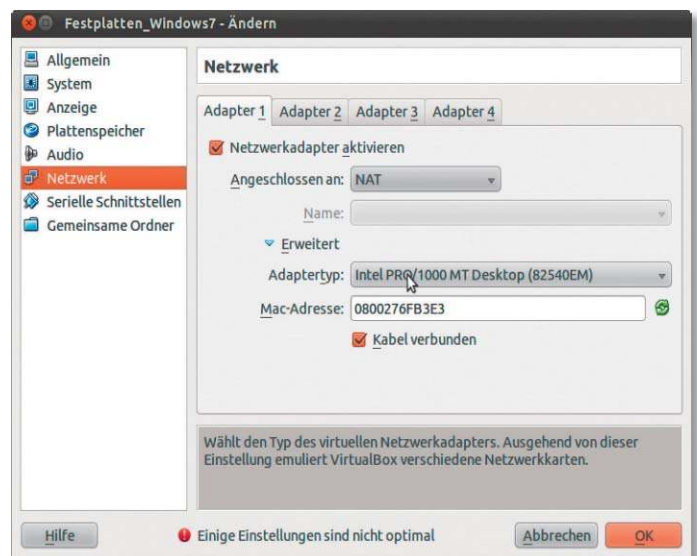 Festplatten_Windows7 - Ändern
Allgemein
System
Anzeige
Plattenspeicher
Audio
Netzwerk
Serielle Schnittstellen
Gemeinsame Ordner
Netzwerk
Adapter 1 Adapter 2 Adapter 3 Adapter 4
Netzwerkadapter aktivieren
Angeschlossen an: NAT
Name:
Erweitert
Adaptertyp: Intel PRO/1000 MT Desktop (82540EM)
Mac-Adresse: 0800276FB3E3
Kabel verbunden
Wählt den Typ des virtuellen Netzwerkadapters. Ausgehend von dieser
Einstellung emuliert VirtualBox verschiedene Netzwerkkarten.
Hilfe Einige Einstellungen sind nicht optimal Abbrechen OK